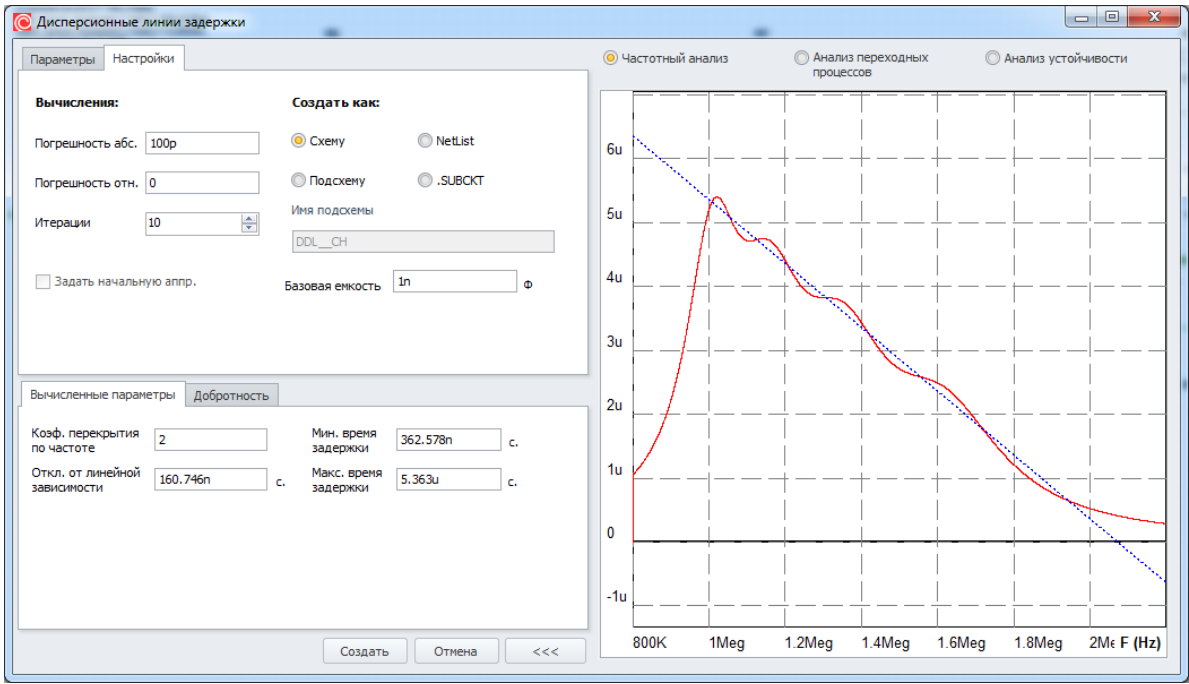 Дисперсионные линии задержки
Параметры
Настройки
Вычисления:
Создать как:
Погрешность абс.
100p
Схему
NetList
Погрешность отн.
0
Подсхему
.SUBCKT
Итерации
10
Имя подсхемы
DDL__CH
Задать начальную аппр.
Базовая емкость
1n
Ф
Вычисленные параметры
Добротность
Коэф. перекрытия
по частоте
2
Мин. время
задержки
362.578n
с.
Откл. от линейной
зависимости
160.746n
с.
Макс. время
задержки
5.363u
с.
Создать
Отмена
<<<
Частотный анализ
Анализ переходных
процессов
Анализ устойчивости
6u
5u
4u
3u
2u
1u
0
-1u
800K
1Meg
1.2Meg
1.4Meg
1.6Meg
1.8Meg
2Me
F (Hz)